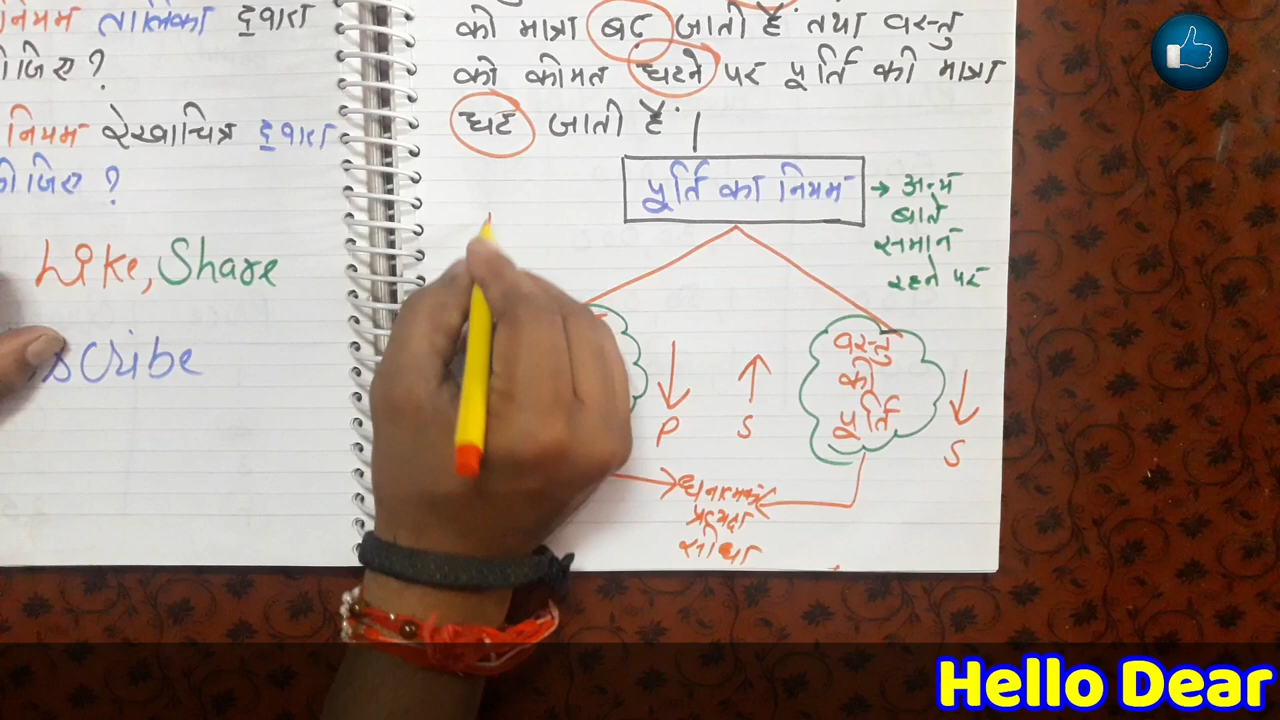 नियम तालिका द्वारा
कीजिए ?
नियम रेखाचित्र द्वारा
कीजिए ?
Like, Share
scribe
की मात्रा बढ़ जाती हैं तथा वस्तु
की कीमत घटने पर पूर्ति की मात्रा
घट जाती हैं |
पूर्ति का नियम → अन्य
बातें
समान
रहने पर
वस्तु
की
पूर्ति
P S
S
धनात्मक
प्रत्यक्ष
सीधा
Hello Dear